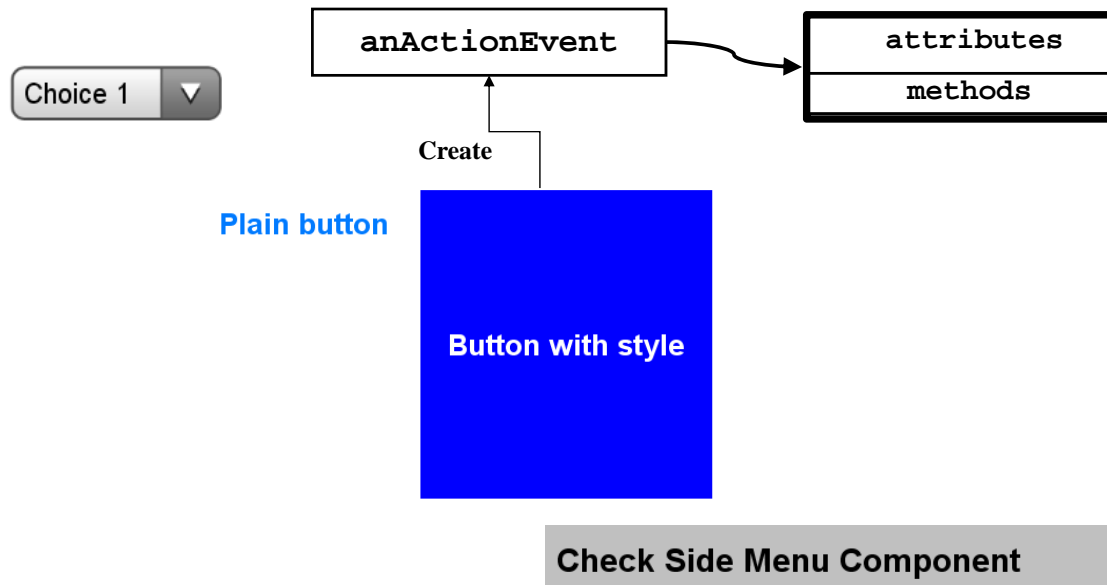 anActionEvent
attributes
methods
Choice 1
Create
Plain button
Button with style
Check Side Menu Component